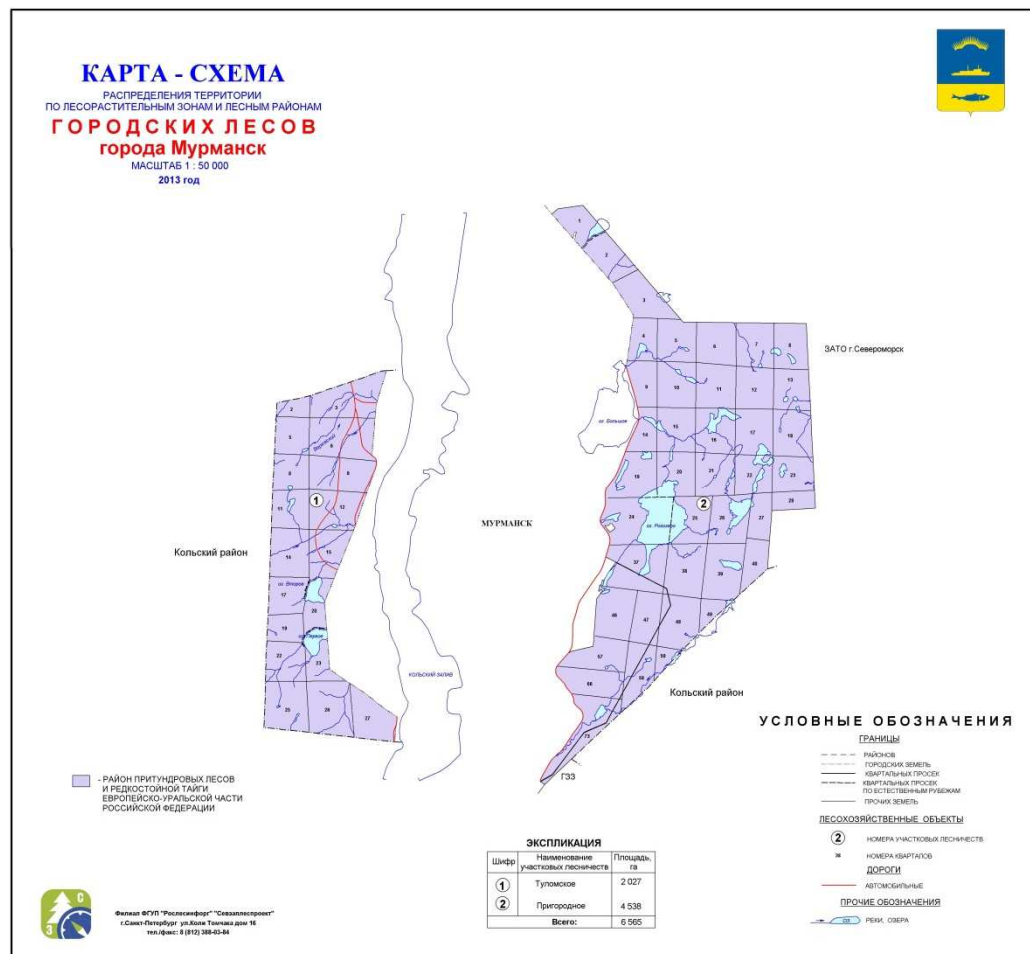 КАРТА - СХЕМА
РАСПРЕДЕЛЕНИЯ ТЕРРИТОРИИ
ПО ЛЕСОРАСТИТЕЛЬНЫМ ЗОНАМ И ЛЕСНЫМ РАЙОНАМ
ГОРОДСКИХ ЛЕСОВ
города Мурманск
МАСШТАБ 1 : 50 000
2013 год
ЗАТО г.Североморск
оз. Большое
МУРМАНСК
Кольский район
КОЛЬСКИЙ ЗАЛИВ
Кольский район
ГЗЗ
- РАЙОН ПРИТУНДРОВЫХ ЛЕСОВ
И РЕДКОСТОЙНОЙ ТАЙГИ
ЕВРОПЕЙСКО-УРАЛЬСКОЙ ЧАСТИ
РОССИЙСКОЙ ФЕДЕРАЦИИ
УСЛОВНЫЕ ОБОЗНАЧЕНИЯ
ГРАНИЦЫ
РАЙОНОВ
ГОРОДСКИХ ЗЕМЕЛЬ
КВАРТАЛЬНЫХ ПРОСЕК
КВАРТАЛЬНЫХ ПРОСЕК
ПО ЕСТЕСТВЕННЫМ РУБЕЖАМ
ПРОЧИХ ЗЕМЕЛЬ
ЛЕСОХОЗЯЙСТВЕННЫЕ ОБЪЕКТЫ
2 НОМЕРА УЧАСТКОВЫХ ЛЕСНИЧЕСТВ
НОМЕРА КВАРТАЛОВ
ДОРОГИ
АВТОМОБИЛЬНЫЕ
ПРОЧИЕ ОБОЗНАЧЕНИЯ
РЕКИ, ОЗЕРА
ЭКСПЛИКАЦИЯ
Шифр Наименование участковых лесничеств Площадь, га
1 Туломское 2 027
2 Пригородное 4 538
Всего: 6 565
Филиал ФГУП "Рослесинфорг" "Севзаплеспроект"
г.Санкт-Петербург ул.Коли Томчака дом 16
тел./факс: 8 (812) 388-03-84